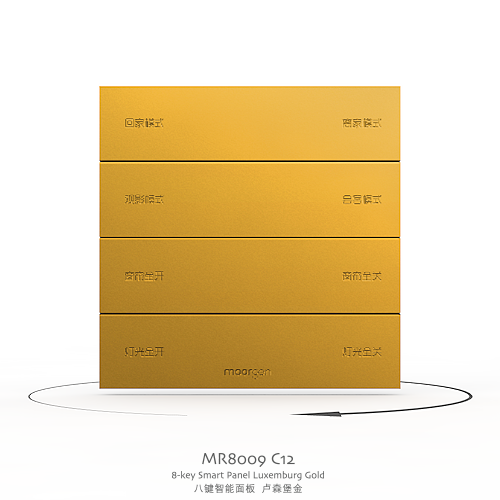 回家模式 离家模式
观影模式 会客模式
窗帘全开 窗帘全关
灯光全开 灯光全关
moorgen
MR8009 C12
8-key Smart Panel Luxemburg Gold
八键智能面板 卢森堡金